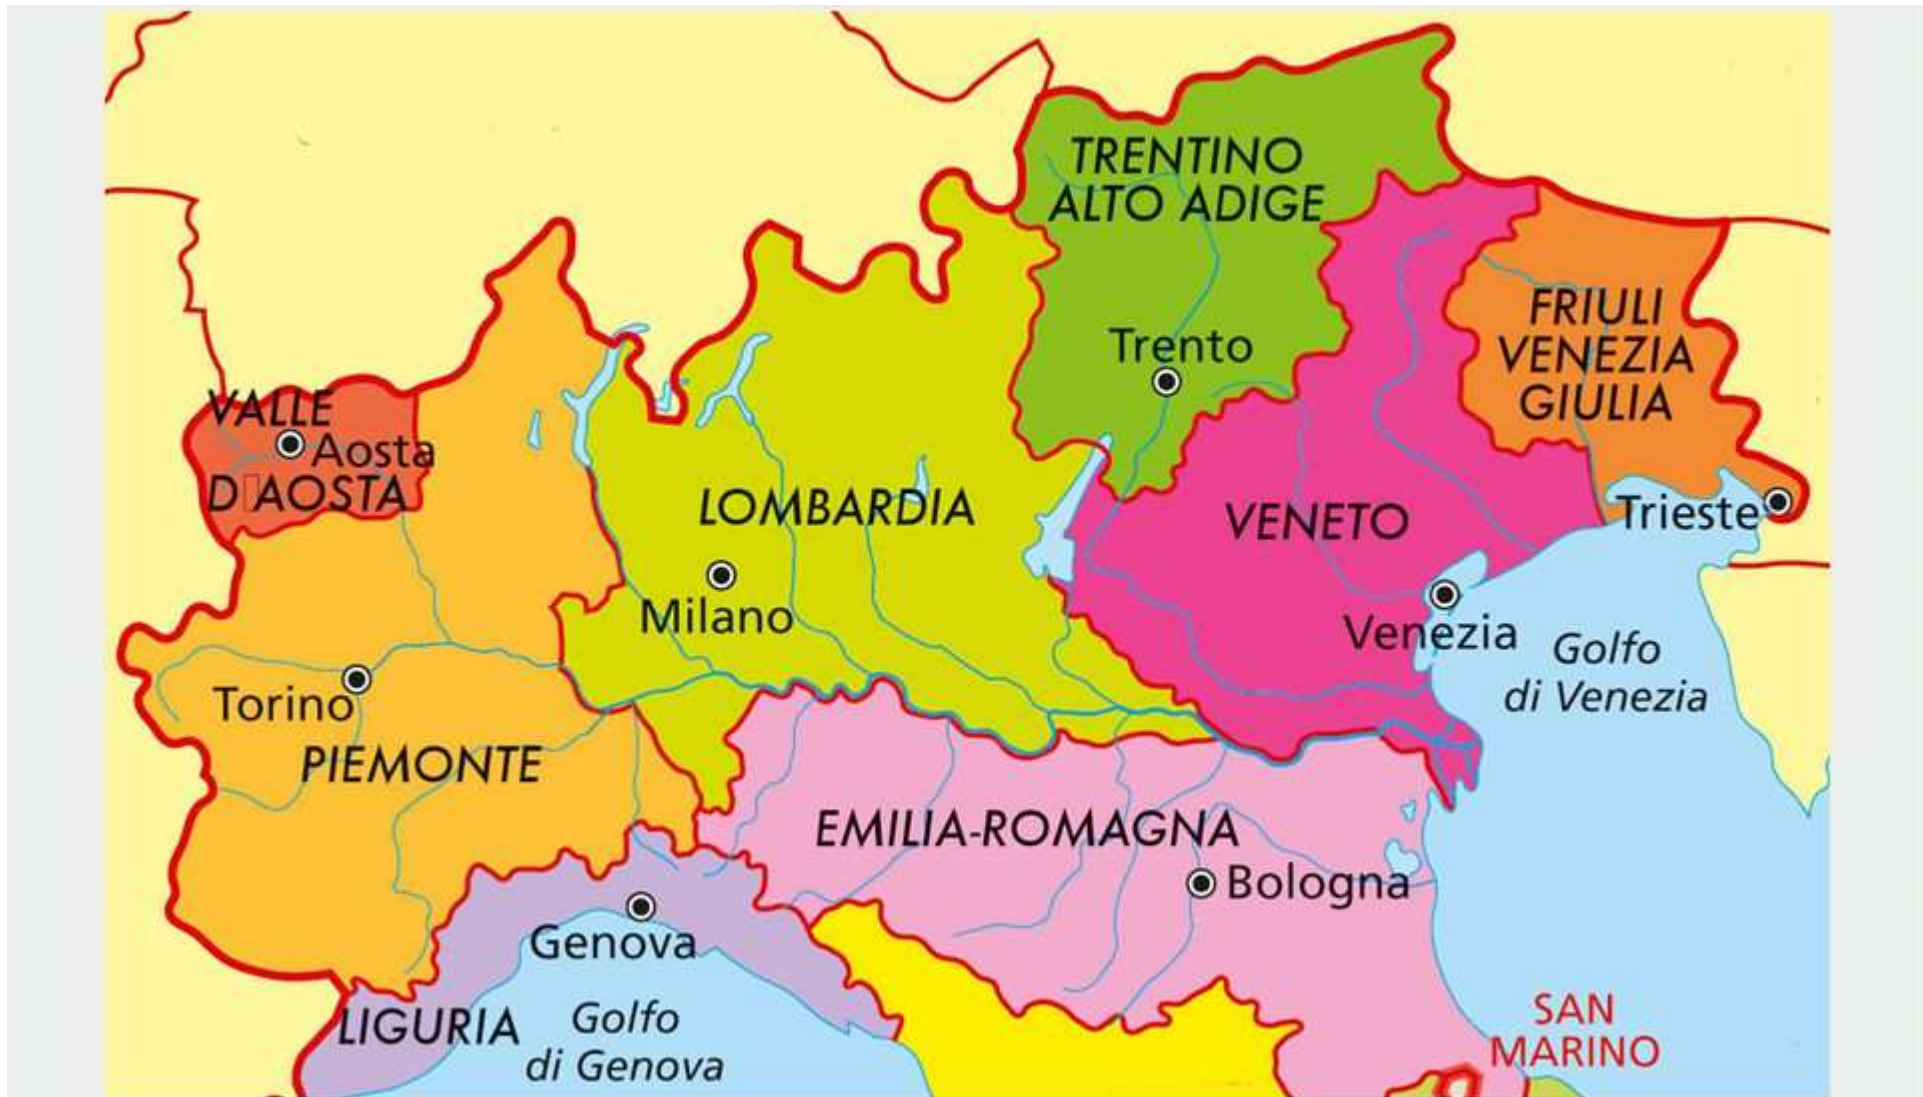 TRENTINO
ALTO ADIGE
FRIULI
VENEZIA
GIULIA
Trento
VALLE
Aosta
D▯AOSTA
LOMBARDIA
VENETO
Trieste
Milano
Venezia
Golfo
di Venezia
Torino
PIEMONTE
EMILIA-ROMAGNA
Bologna
Genova
LIGURIA
Golfo
di Genova
SAN
MARINO